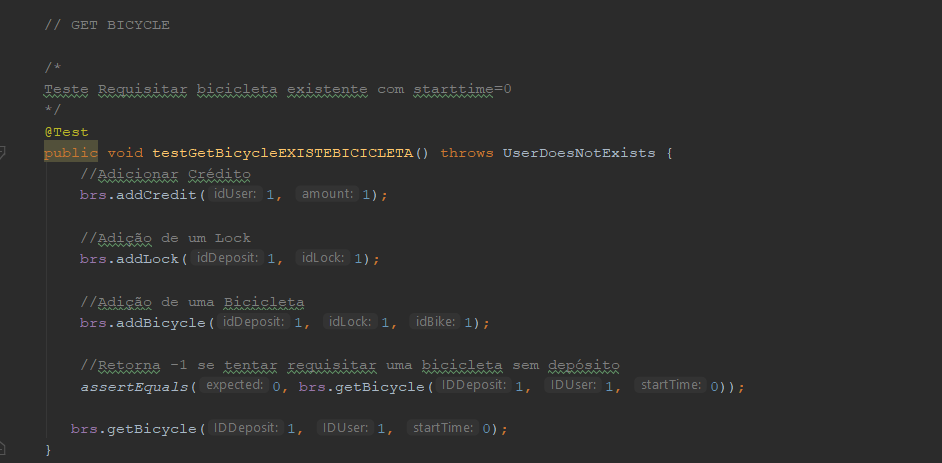 // GET BICYCLE
/*
Teste Requisitar bicicleta existente com starttime=0
*/
@Test
public void testGetBicycleEXISTEBICICLETA() throws UserDoesNotExists {
//Adicionar Crédito
brs.addCredit( idUser: 1, amount: 1);
//Adição de um Lock
brs.addLock( idDeposit: 1, idLock: 1);
//Adição de uma Bicicleta
brs.addBicycle( idDeposit: 1, idLock: 1, idBike: 1);
//Retorna -1 se tentar requisitar uma bicicleta sem depósito
assertEquals( expected: 0, brs.getBicycle( IDDeposit: 1, IDUser: 1, startTime: 0));
brs.getBicycle( IDDeposit: 1, IDUser: 1, startTime: 0);
}